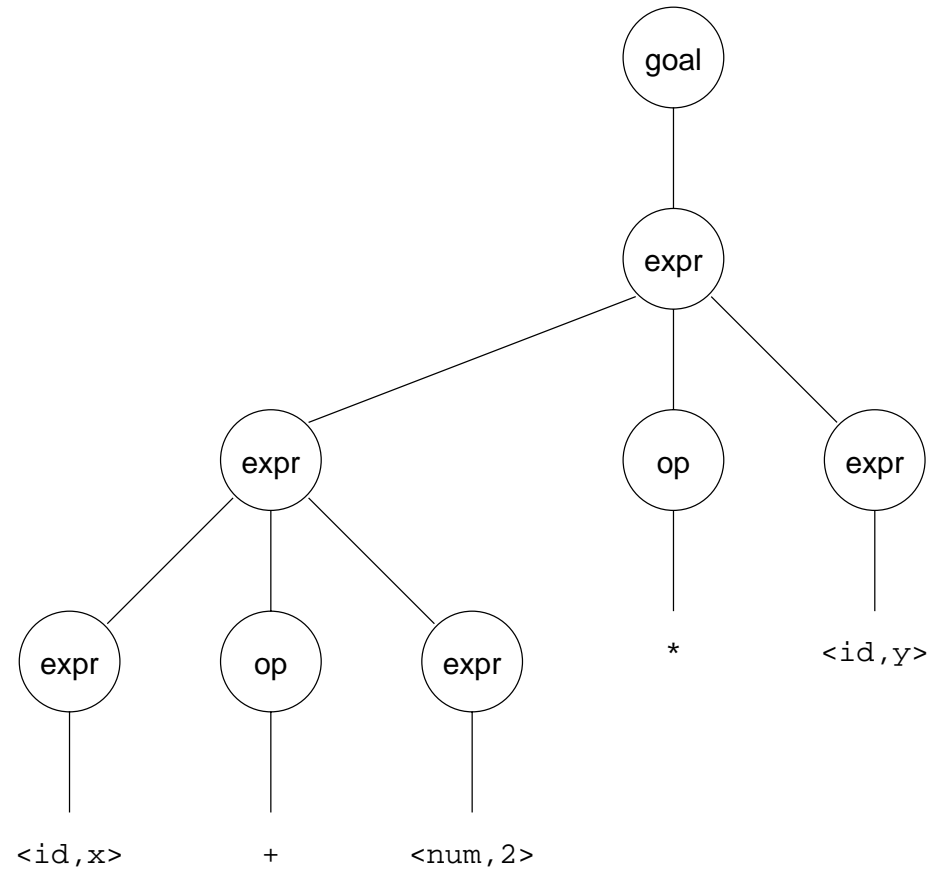 goal
expr
expr op expr
expr op expr * <id,y>
<id,x> + <num,2>